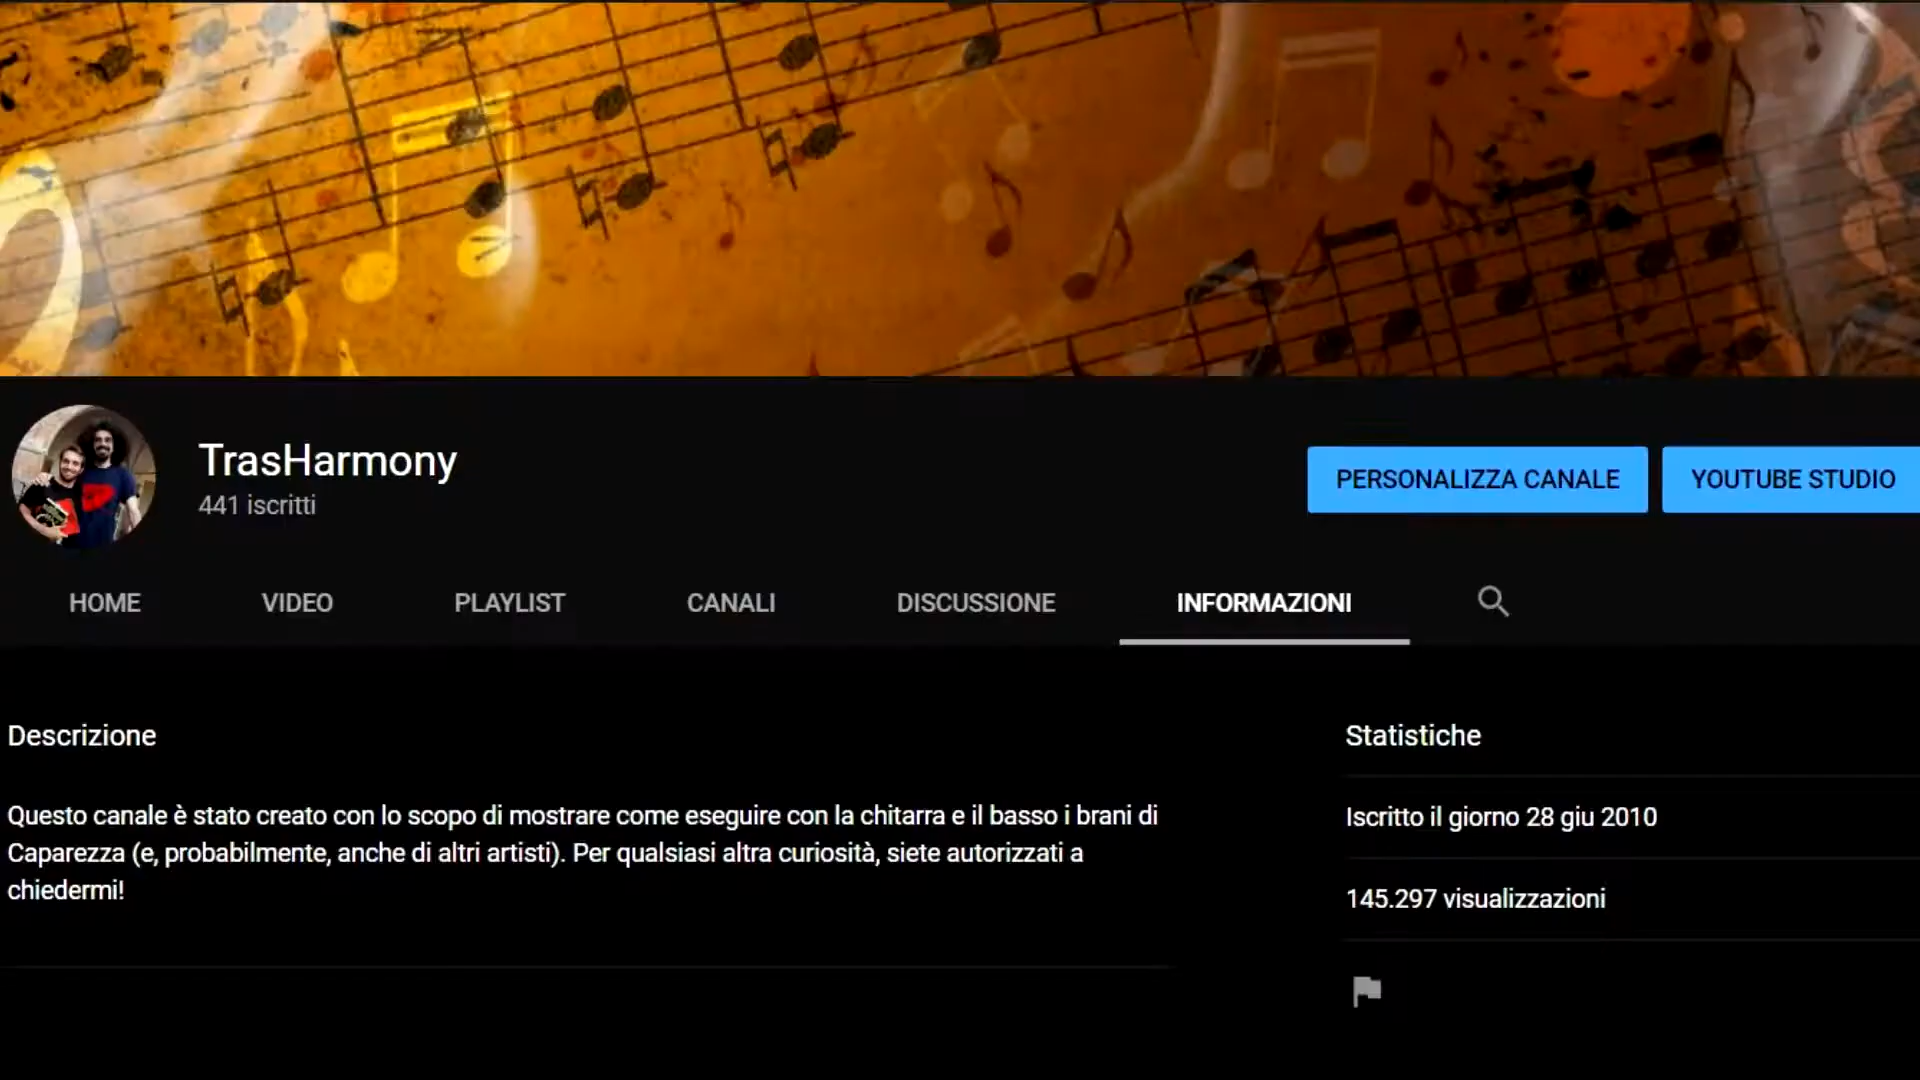 TrasHarmony
441 iscritti
PERSONALIZZA CANALE
YOUTUBE STUDIO
HOME
VIDEO
PLAYLIST
CANALI
DISCUSSIONE
INFORMAZIONI
Descrizione
Questo canale è stato creato con lo scopo di mostrare come eseguire con la chitarra e il basso i brani di
Caparezza (e, probabilmente, anche di altri artisti). Per qualsiasi altra curiosità, siete autorizzati a
chiedermi!
Statistiche
Iscritto il giorno 28 giu 2010
145.297 visualizzazioni